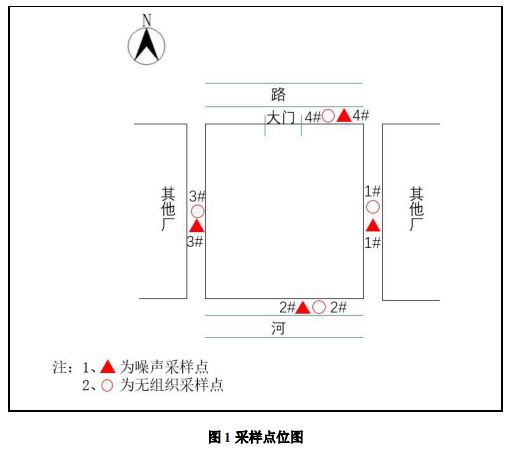 N
路
大门 4# 4#
其他厂
3#
3#
1#
1#
其他厂
2# 2#
河
注：1、 为噪声采样点
2、 为无组织采样点
图 1 采样点位图